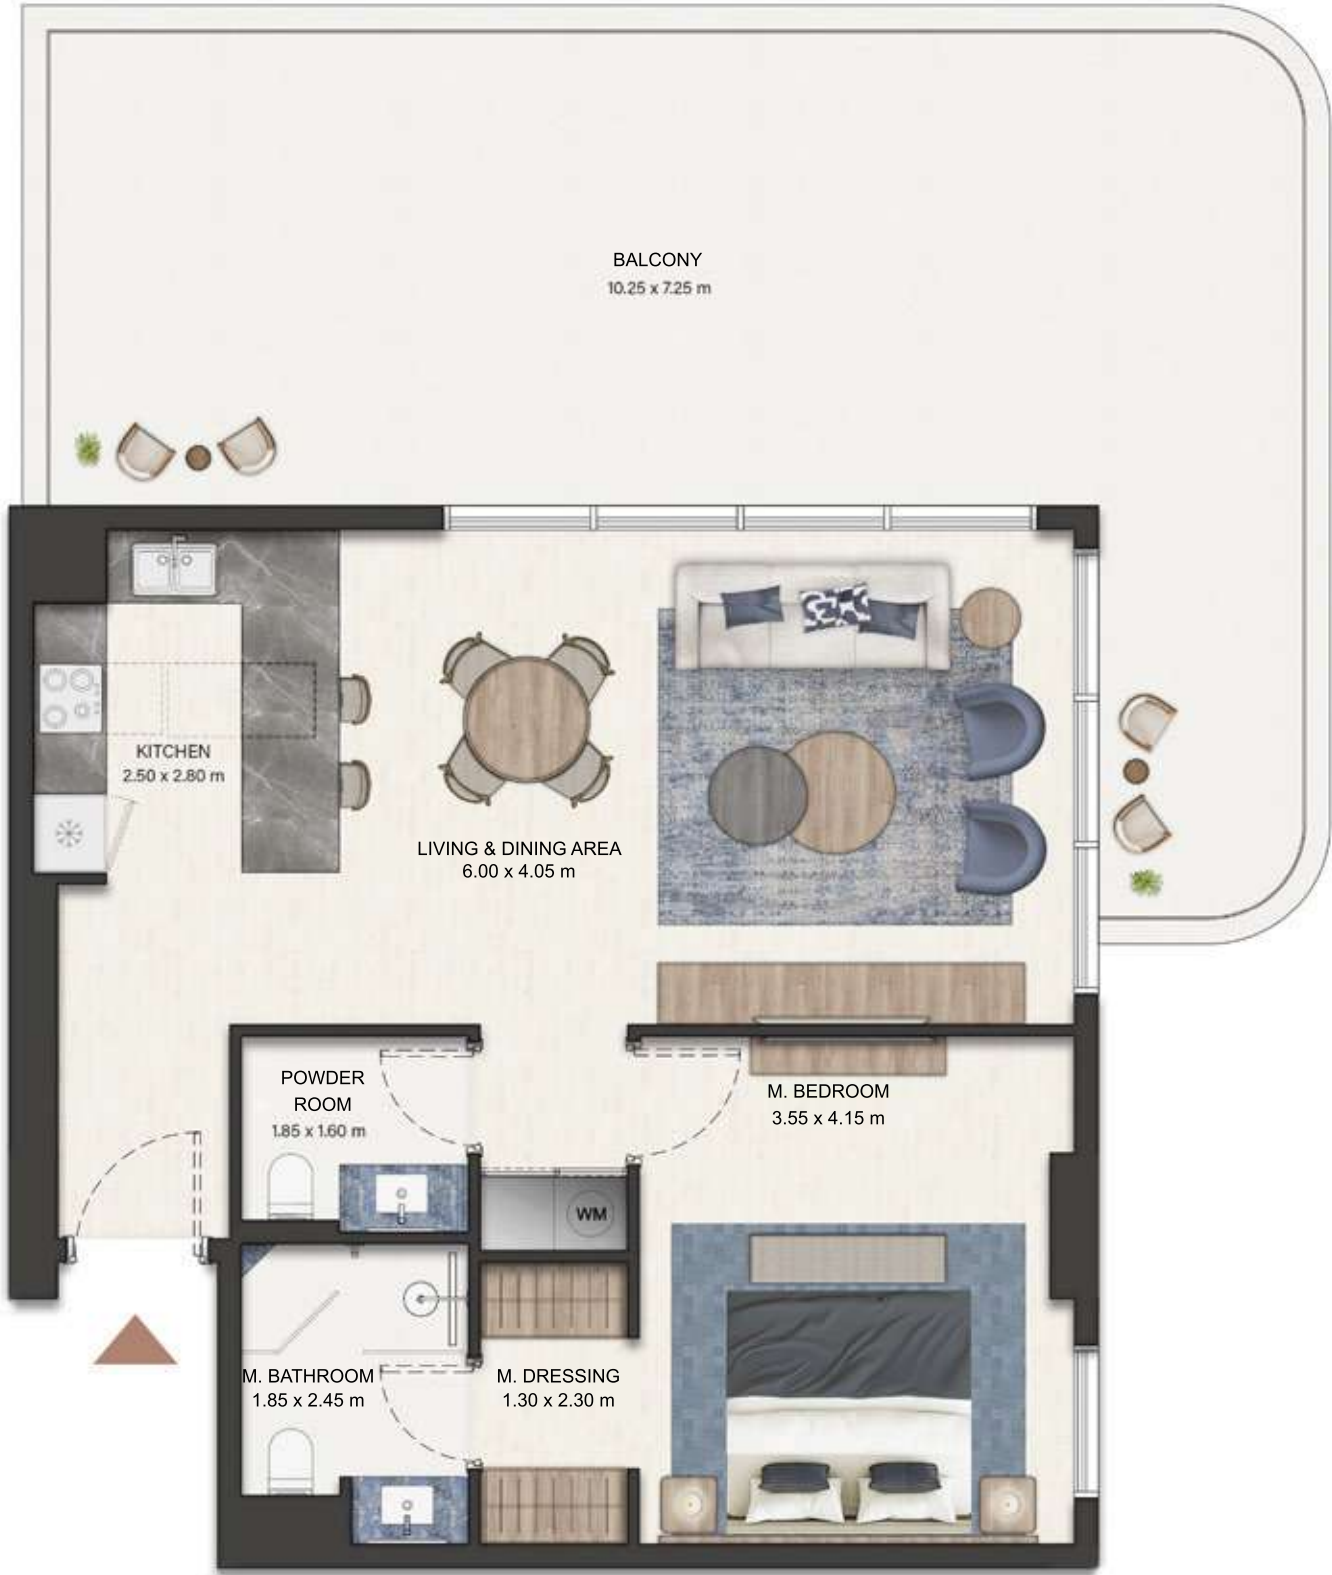 BALCONY
10.25 x 7.25 m
KITCHEN
2.50 x 2.80 m
LIVING & DINING AREA
6.00 x 4.05 m
POWDER
ROOM
1.85 x 1.60 m
M. BEDROOM
3.55 x 4.15 m
WM
M. BATHROOM
1.85 x 2.45 m
M. DRESSING
1.30 x 2.30 m